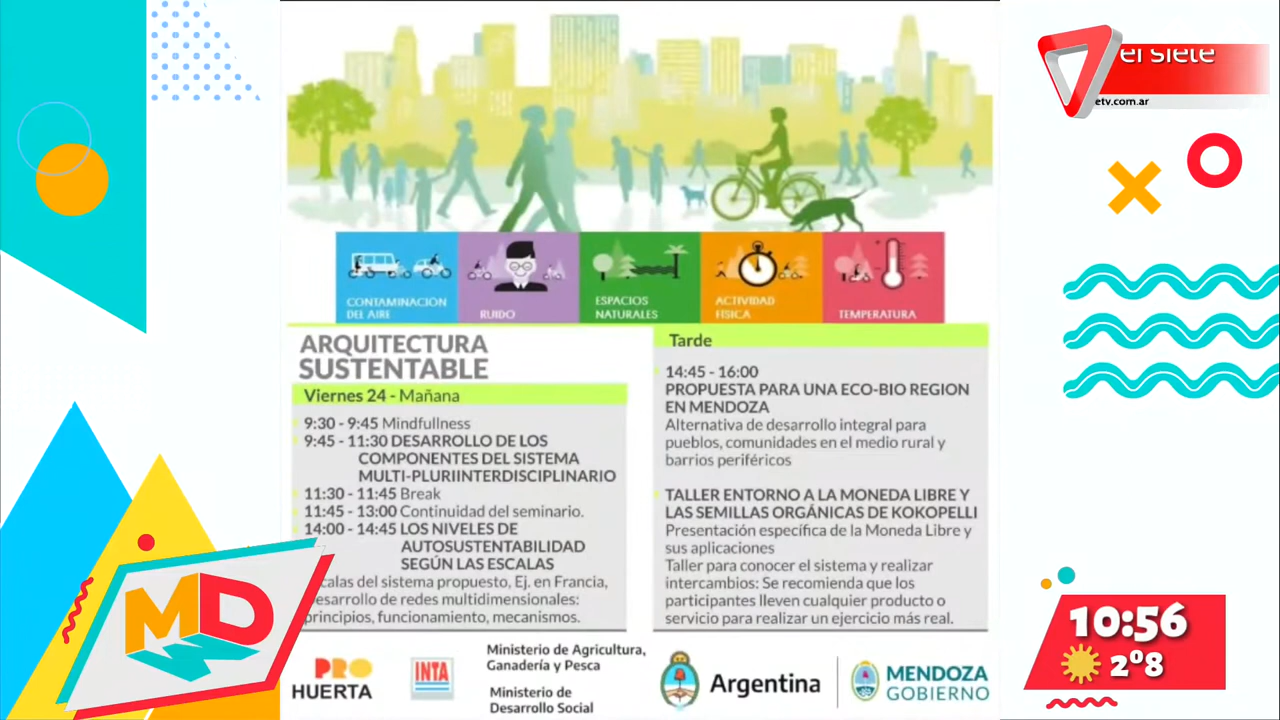 el siete
etv.com.ar
CONTAMINACION
DEL AIRE
RUIDO
ESPACIOS
NATURALES
ACTIVIDAD
FISICA
TEMPERATURA
ARQUITECTURA
SUSTENTABLE
Viernes 24 - Mañana
9:30 - 9:45 Mindfullness
9:45 - 11:30 DESARROLLO DE LOS
COMPONENTES DEL SISTEMA
MULTI-PLURIINTERDISCIPLINARIO
11:30 - 11:45 Break
11:45 - 13:00 Continuidad del seminario.
14:00 - 14:45 LOS NIVELES DE
AUTOSUSTENTABILIDAD
SEGÚN LAS ESCALAS
calas del sistema propuesto, Ej. en Francia,
esarrollo de redes multidimensionales:
rincipios, funcionamiento, mecanismos.
Tarde
14:45 - 16:00
PROPUESTA PARA UNA ECO-BIO REGION
EN MENDOZA
Alternativa de desarrollo integral para
pueblos, comunidades en el medio rural y
barrios periféricos
TALLER ENTORNO A LA MONEDA LIBRE Y
LAS SEMILLAS ORGÁNICAS DE KOKOPELLI
Presentación específica de la Moneda Libre y
sus aplicaciones
Taller para conocer el sistema y realizar
intercambios: Se recomienda que los
participantes lleven cualquier producto o
servicio para realizar un ejercicio más real.
MD
PRO
HUERTA
INTA
Ministerio de Agricultura,
Ganadería y Pesca
Ministerio de
Desarrollo Social
Argentina
MENDOZA
GOBIERNO
10:56
2º8